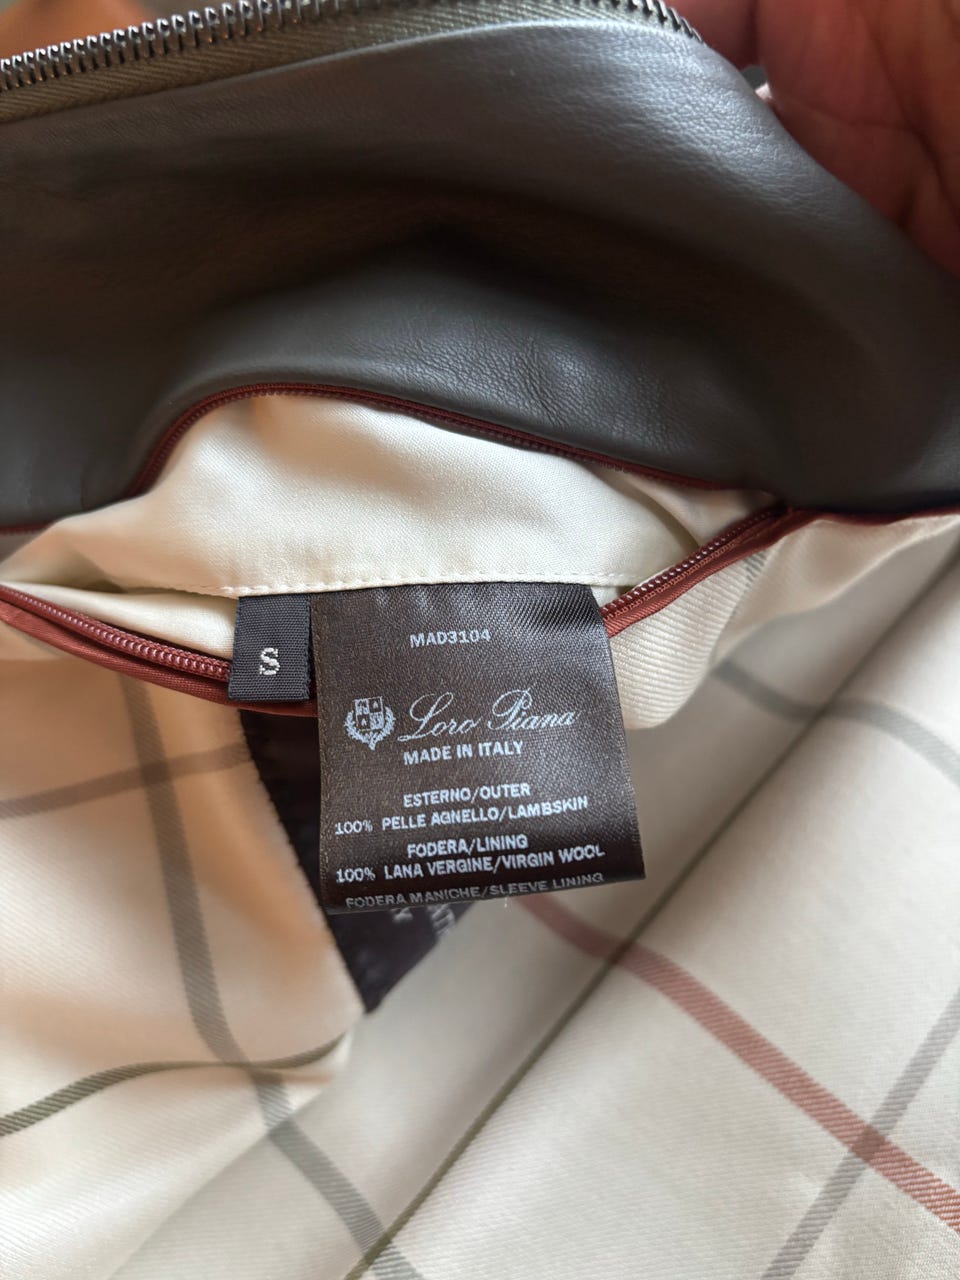 S
MAD3104
Loro Piana
MADE IN ITALY
ESTERNO/OUTER
100% PELLE AGNELLO/LAMBSKIN
FODERA/LINING
100% LANA VERGINE/VIRGIN WOOL
FODERA MANICHE/SLEEVE LINING